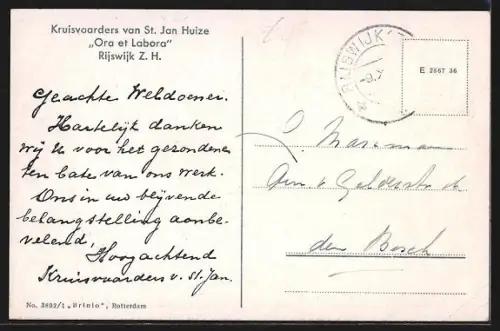 Kruisvaarders van St. Jan Huize
„Ora et Labora”
Rijswijk Z. H.
Geachte Weldoener.
Hartelijk danken
wij U voor het gezondene
ten bate van ons werk.
Ons in uw blijvende
belangstelling aanbe-
velend,
Hoogachtend
Kruisvaarders v. St. Jan.
No. 3892/1 „Brinio”, Rotterdam
RIJSWIJK
E 2867 36
den Bosch